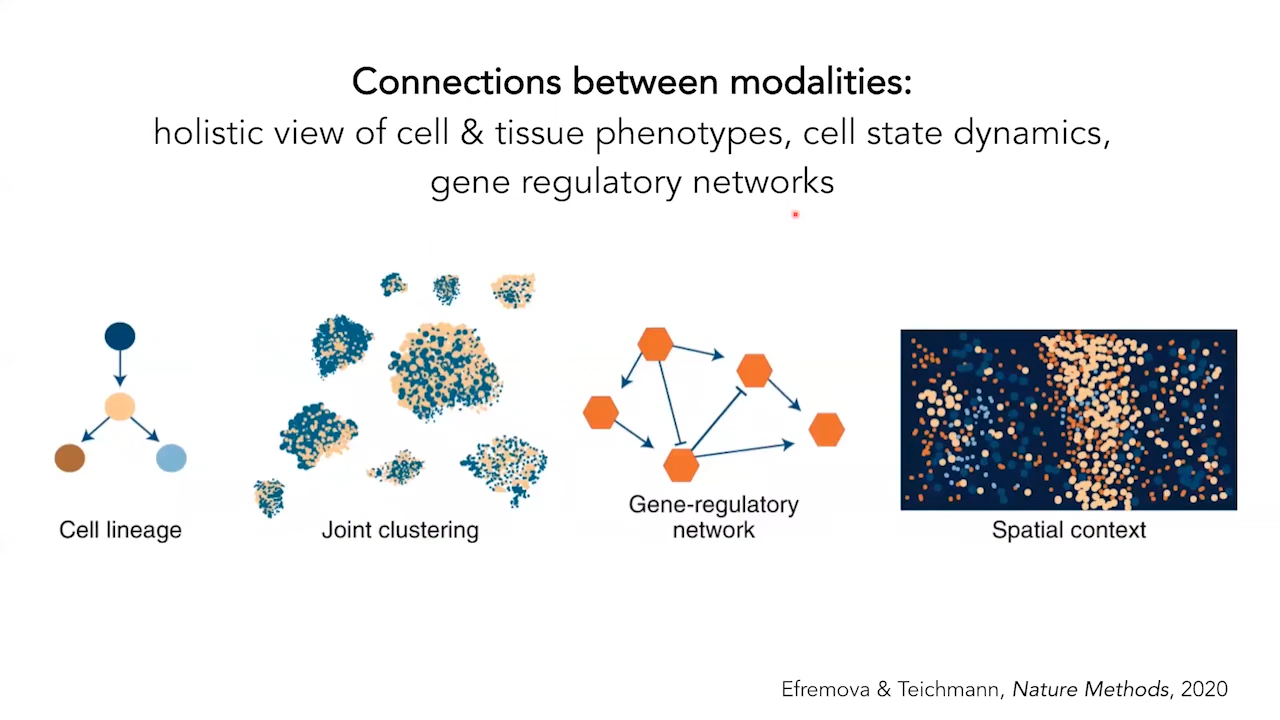 Connections between modalities:
holistic view of cell & tissue phenotypes, cell state dynamics,
gene regulatory networks
Cell lineage
Joint clustering
Gene-regulatory
network
Spatial context
Efremova & Teichmann, Nature Methods, 2020